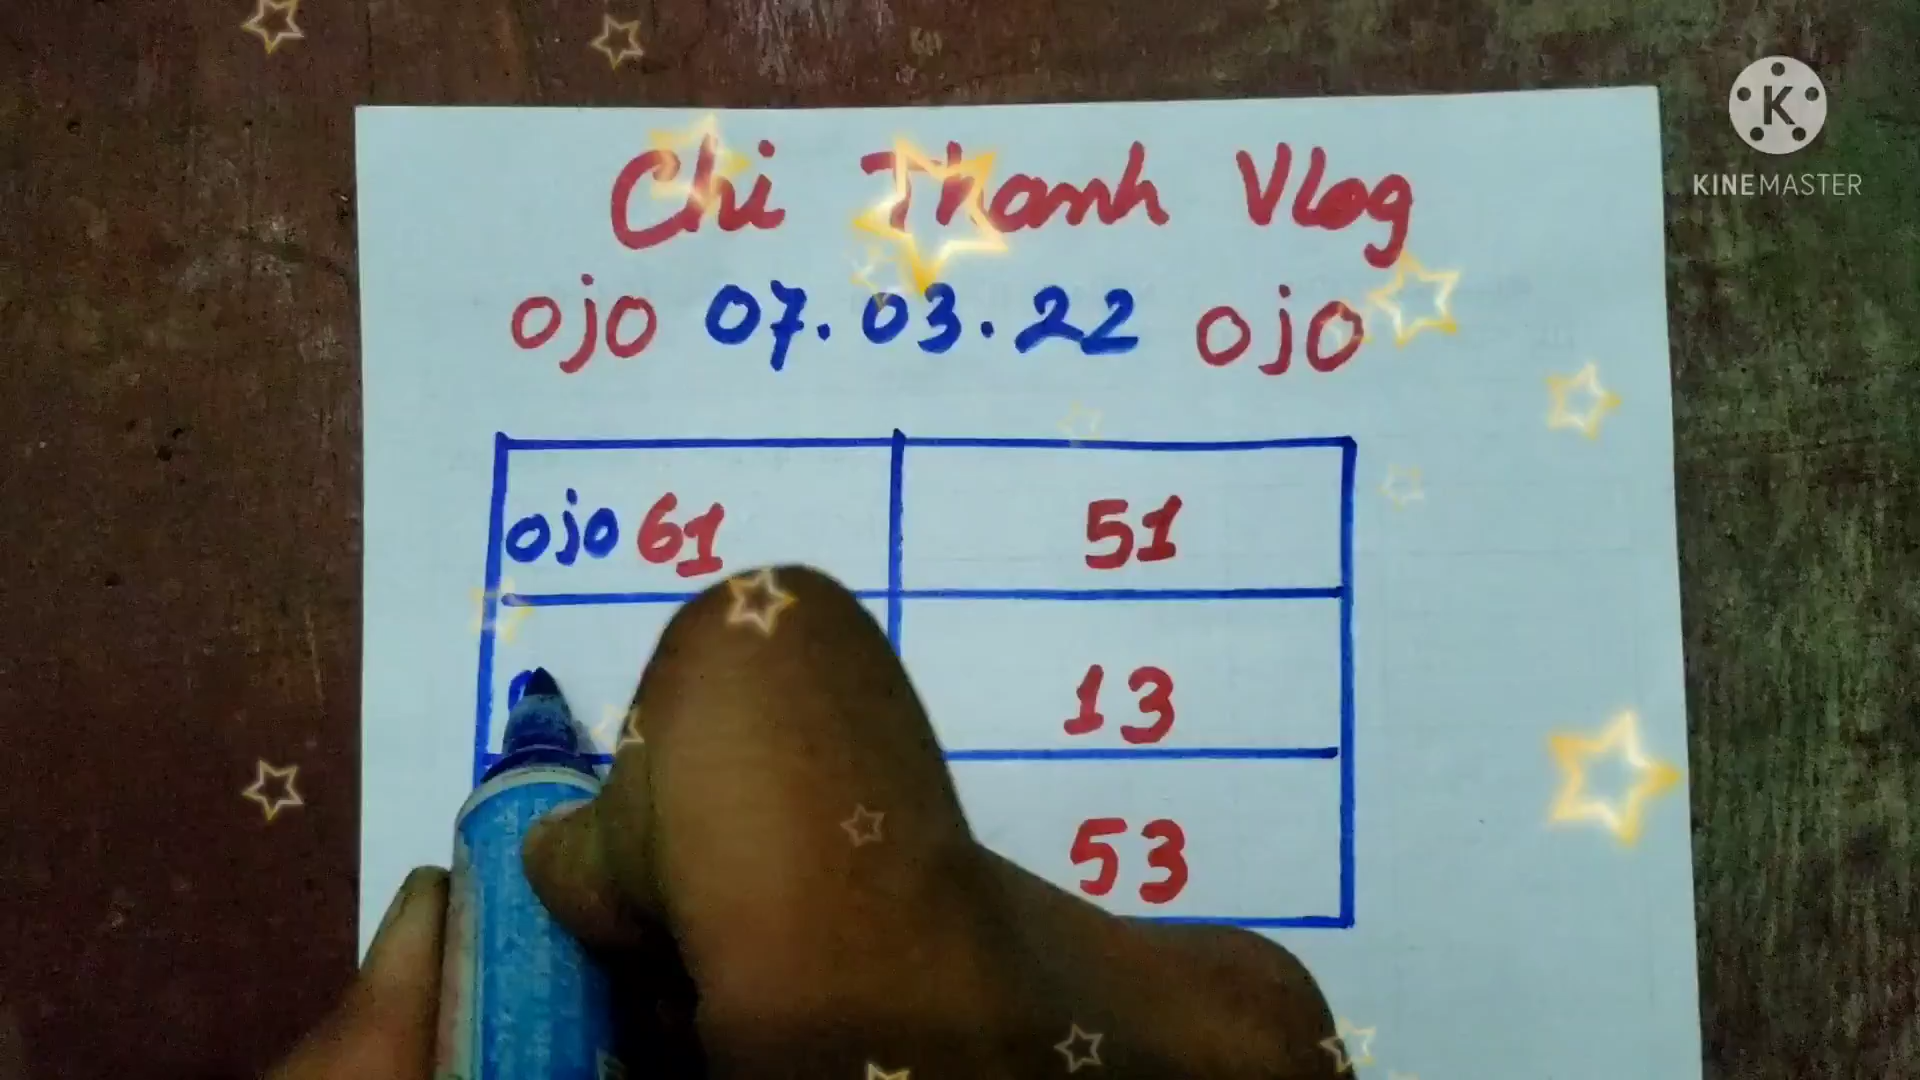 KINEMASTER
Chi Thanh Vlog
ojo 07.03.22 ojo
ojo 61 51
13
53